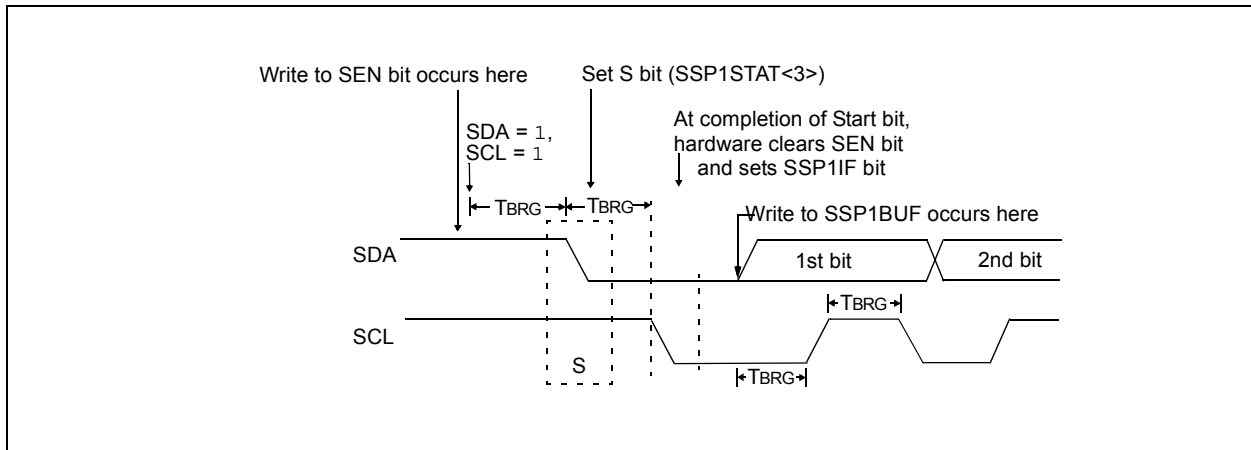 Write to SEN bit occurs here
Set S bit (SSP1STAT<3>)
SDA = 1,
SCL = 1
At completion of Start bit,
hardware clears SEN bit
and sets SSP1IF bit
TBRG
TBRG
Write to SSP1BUF occurs here
SDA
1st bit
2nd bit
TBRG
SCL
S
TBRG